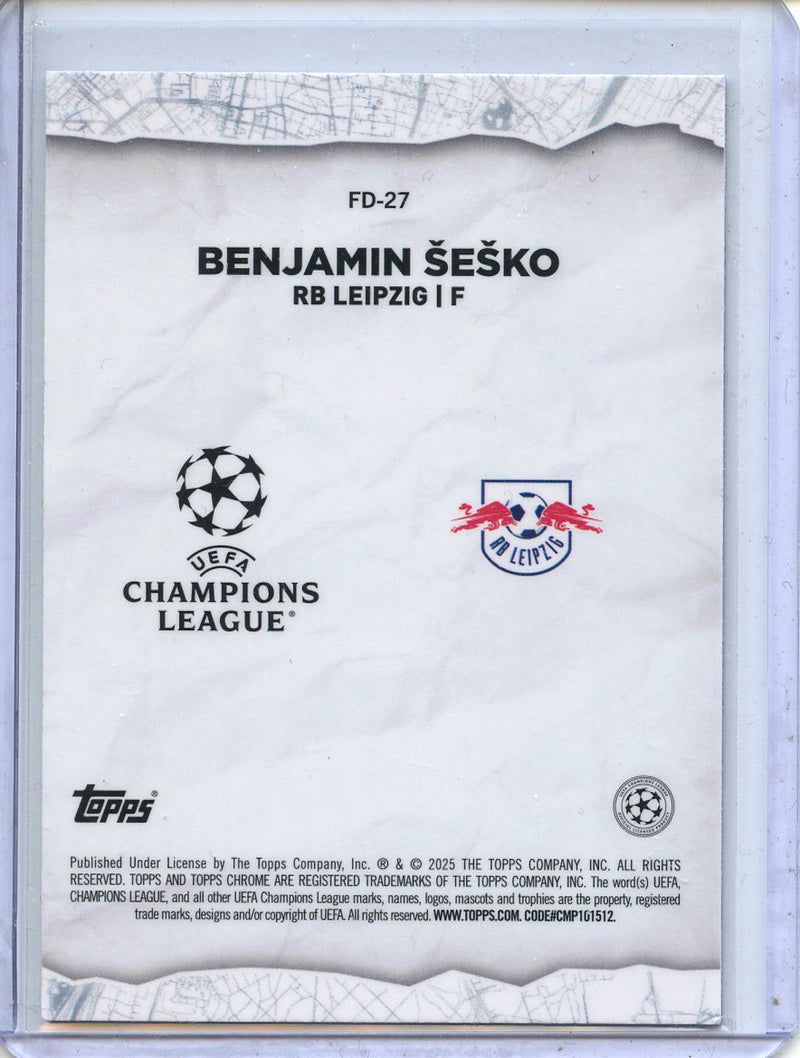 FD-27
BENJAMIN ŠEŠKO
RB LEIPZIG | F
UEFA
CHAMPIONS
LEAGUE®
RB LEIPZIG
topps®
Published Under License by The Topps Company, Inc. ® & © 2025 THE TOPPS COMPANY, INC. ALL RIGHTS
RESERVED. TOPPS AND TOPPS CHROME ARE REGISTERED TRADEMARKS OF THE TOPPS COMPANY, INC. The word(s) UEFA,
CHAMPIONS LEAGUE, and all other UEFA Champions League marks, names, logos, mascots and trophies are the property, registered
trade marks, designs and/or copyright of UEFA. All rights reserved. WWW.TOPPS.COM. CODE#CMP101512.